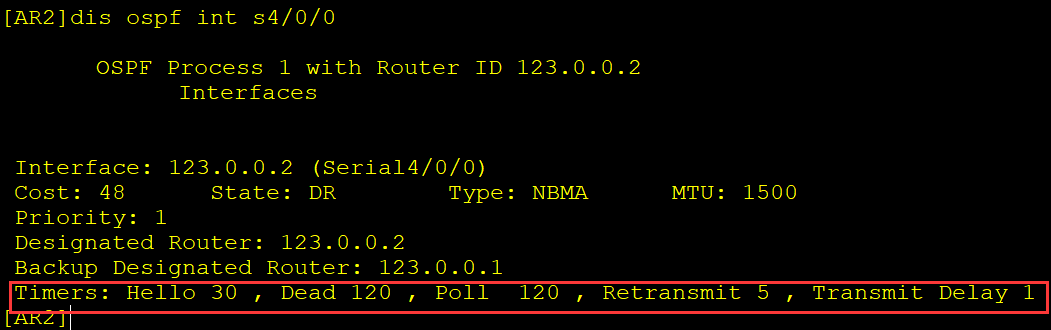 [AR2]dis ospf int s4/0/0
OSPF Process 1 with Router ID 123.0.0.2
Interfaces
Interface: 123.0.0.2 (Serial4/0/0)
Cost: 48 State: DR Type: NBMA MTU: 1500
Priority: 1
Designated Router: 123.0.0.2
Backup Designated Router: 123.0.0.1
Timers: Hello 30 , Dead 120 , Poll 120 , Retransmit 5 , Transmit Delay 1
[AR2]